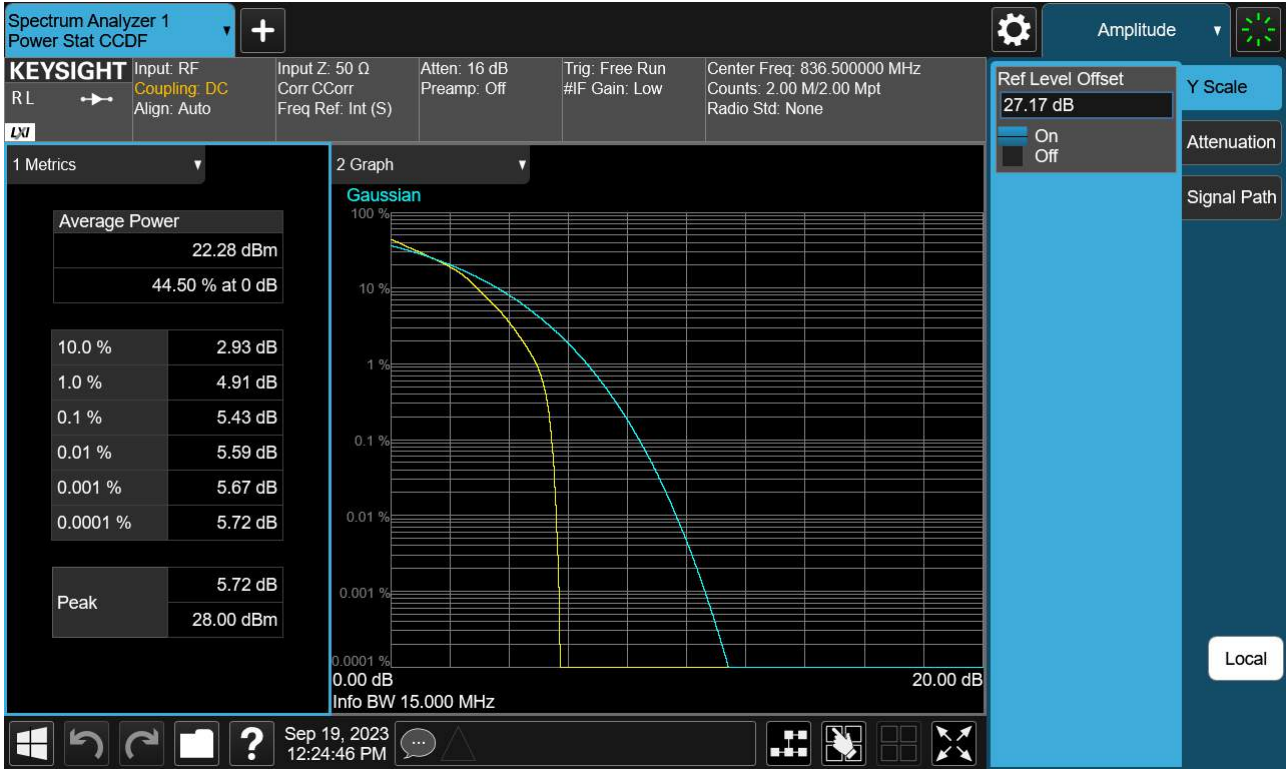 Spectrum Analyzer 1
Power Stat CCDF
Amplitude
KEYSIGHT
R L
LXI
Input: RF
Coupling: DC
Align: Auto
Input Z: 50 Ω
Corr CCorr
Freq Ref: Int (S)
Atten: 16 dB
Preamp: Off
Trig: Free Run
#IF Gain: Low
Center Freq: 836.500000 MHz
Counts: 2.00 M/2.00 Mpt
Radio Std: None
Ref Level Offset
27.17 dB
On
Off
Y Scale
Attenuation
Signal Path
Local
1 Metrics
Average Power
22.28 dBm
44.50 % at 0 dB
10.0 % 2.93 dB
1.0 % 4.91 dB
0.1 % 5.43 dB
0.01 % 5.59 dB
0.001 % 5.67 dB
0.0001 % 5.72 dB
Peak 5.72 dB
28.00 dBm
2 Graph
Gaussian
100 %
10 %
1 %
0.1 %
0.01 %
0.001 %
0.0001 %
0.00 dB 20.00 dB
Info BW 15.000 MHz
?
Sep 19, 2023
12:24:46 PM